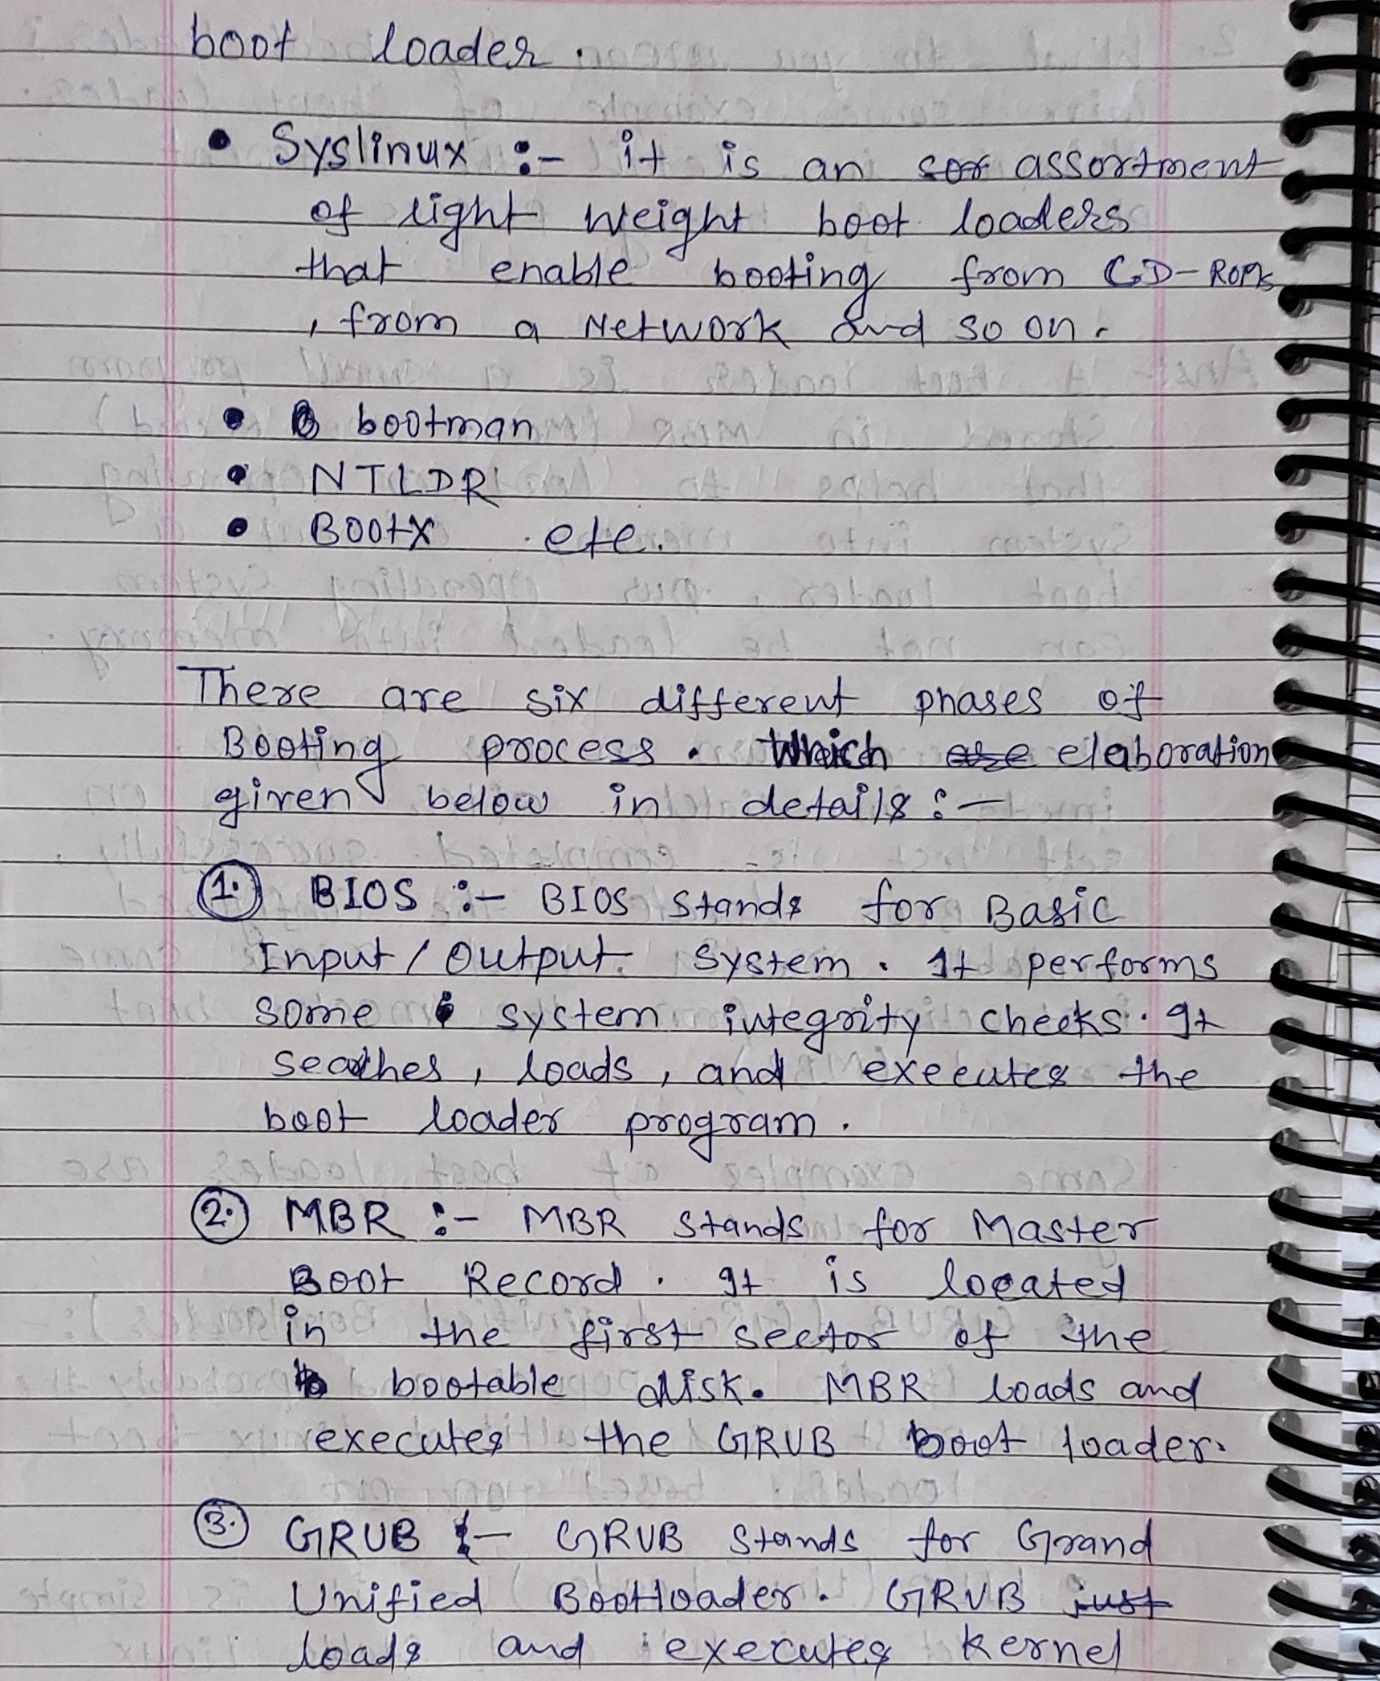 boot loader.
• Syslinux :- it is an assortment
of light weight boot loaders
that enable booting from CD-ROMs
, from a Network and so on.
• bootman
• NTLDR
• BootX etc.
There are six different phases of
Booting process. Which are elaboration
given below in details :-
1. BIOS :- BIOS stands for Basic
Input/Output System. It performs
some system integrity checks. It
searches, loads, and executes the
boot loader program.
2. MBR :- MBR stands for Master
Boot Record. It is located
in the first sector of the
bootable disk. MBR loads and
executes the GRUB boot loader.
3. GRUB :- GRUB stands for Grand
Unified Bootloader. GRUB just
loads and executes kernel